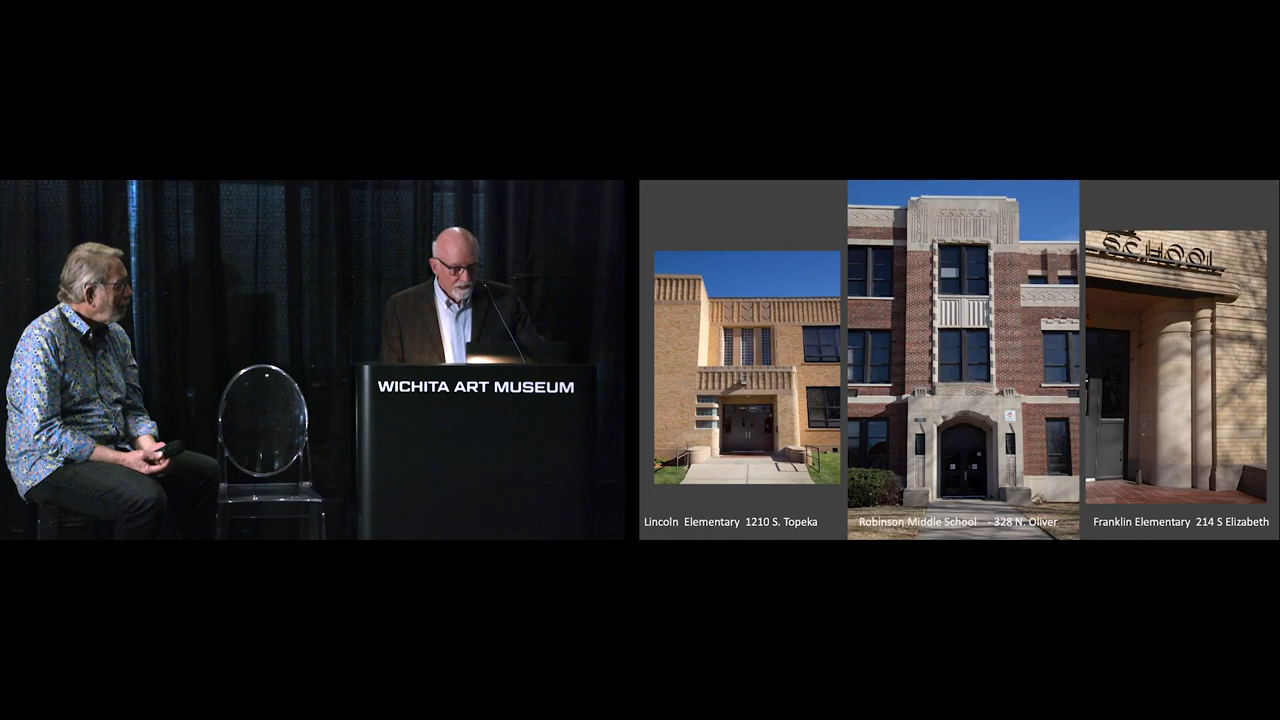 WICHITA ART MUSEUM
SCHOOL
Lincoln Elementary 1210 S. Topeka
Robinson Middle School - 328 N. Oliver
Franklin Elementary 214 S Elizabeth